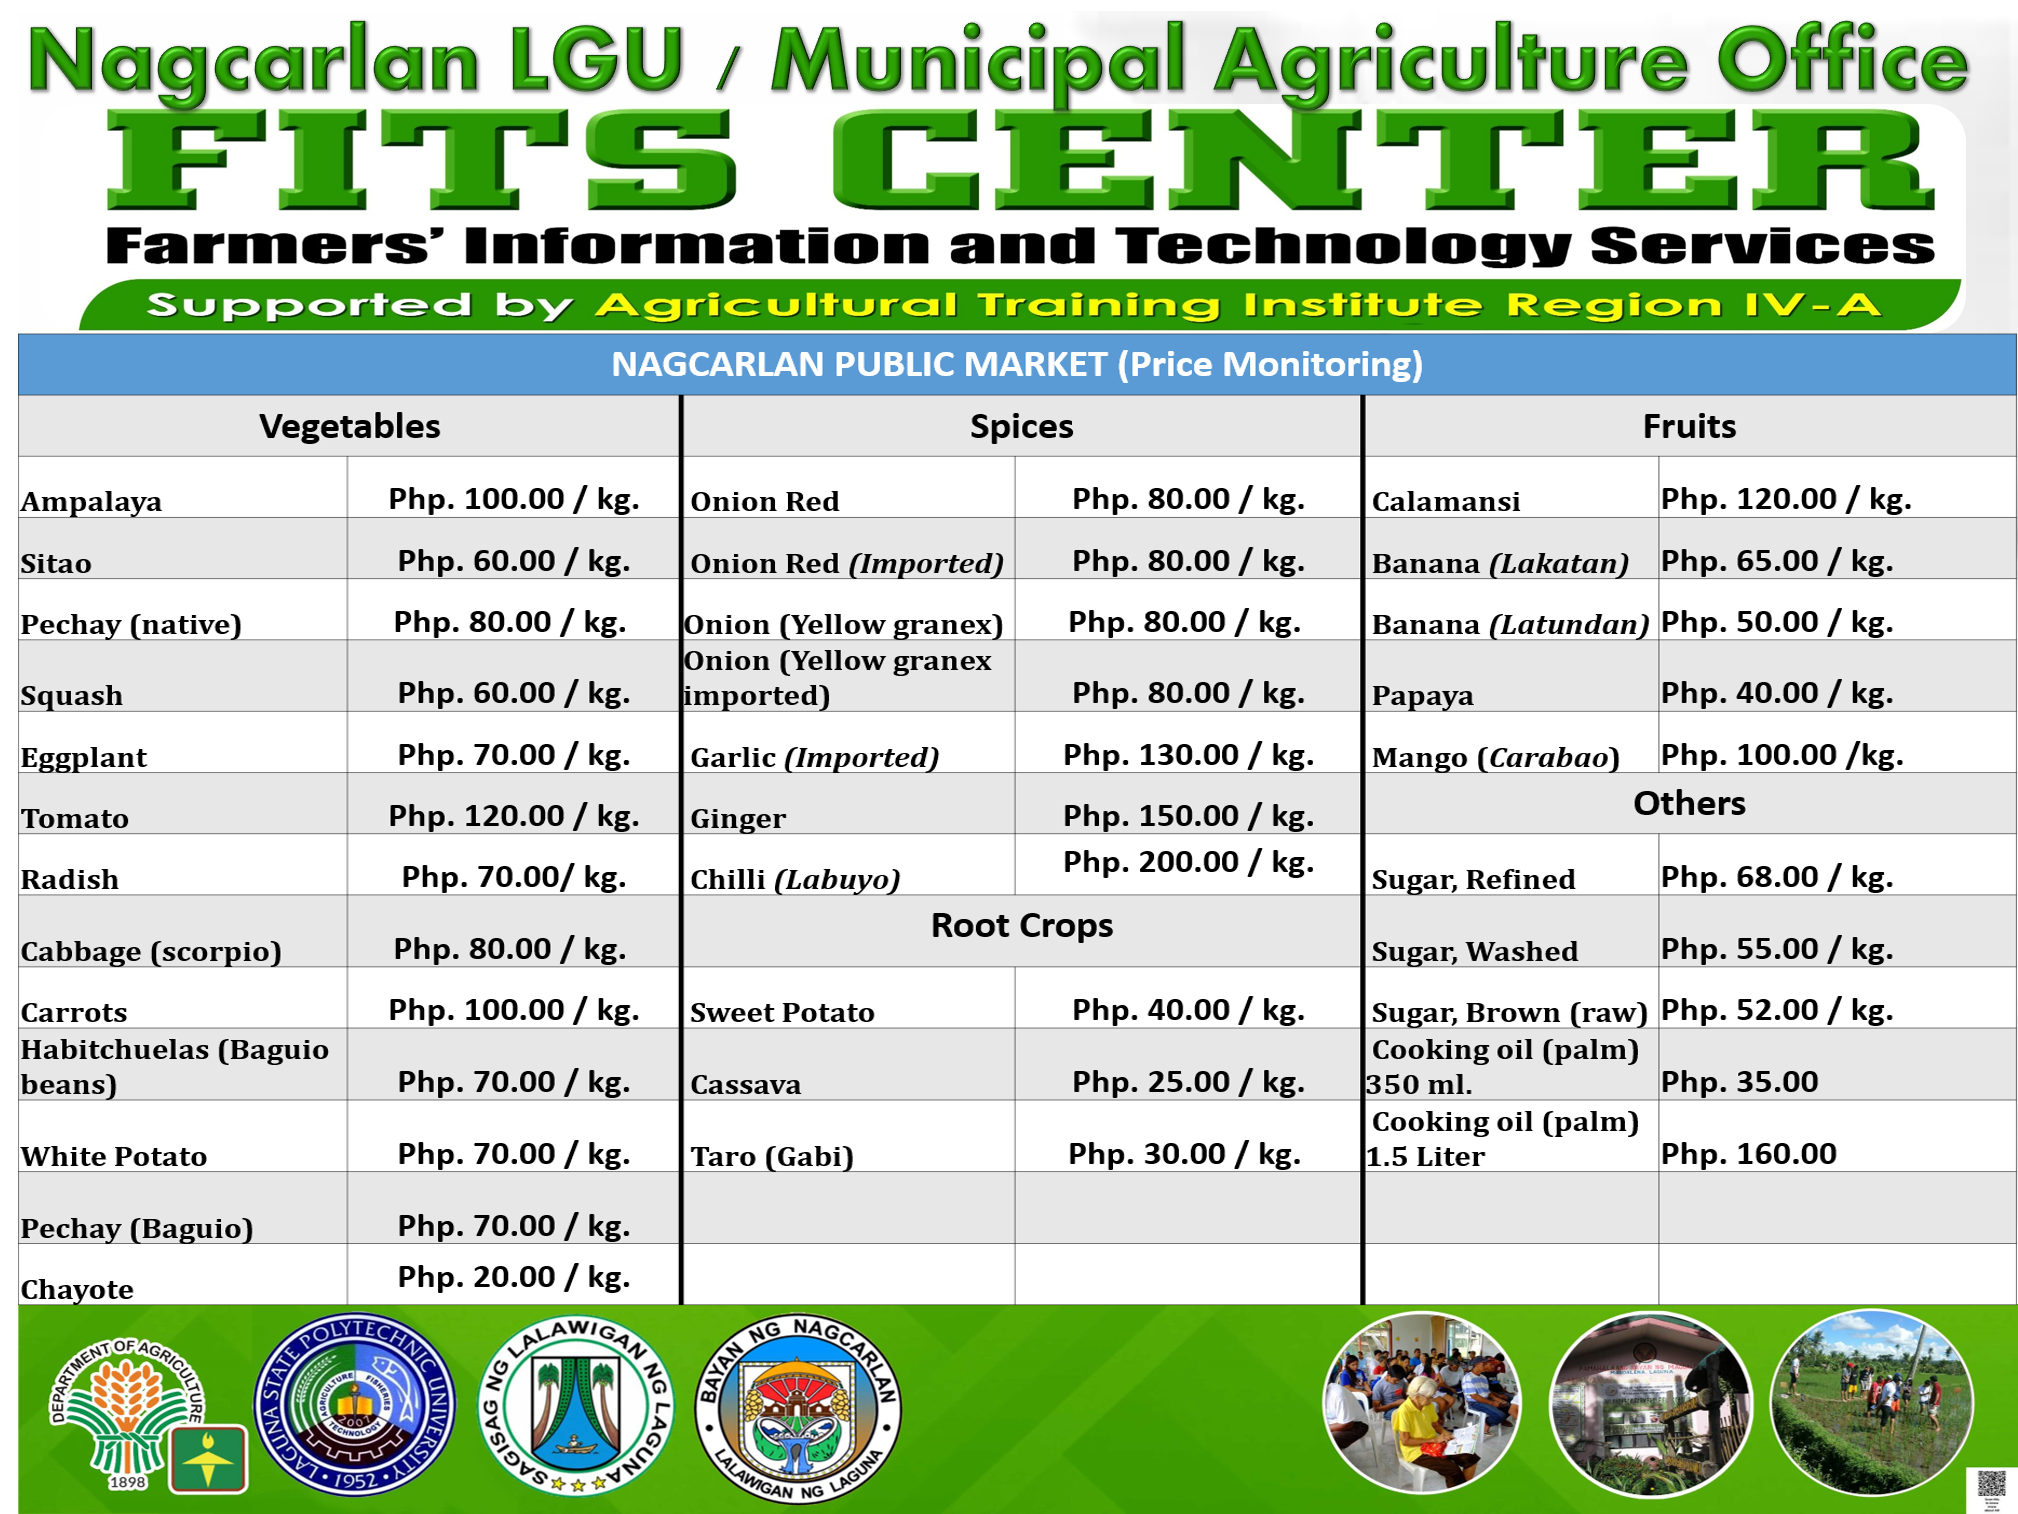 Nagcarlan LGU / Municipal Agriculture Office
FITS CENTER
Farmers’ Information and Technology Services
Supported by Agricultural Training Institute Region IV-A
NAGCARLAN PUBLIC MARKET (Price Monitoring)
Vegetables Spices Fruits
Ampalaya Php. 100.00 / kg. Onion Red Php. 80.00 / kg. Calamansi Php. 120.00 / kg.
Sitao Php. 60.00 / kg. Onion Red (Imported) Php. 80.00 / kg. Banana (Lakatan) Php. 65.00 / kg.
Pechay (native) Php. 80.00 / kg. Onion (Yellow granex) Php. 80.00 / kg. Banana (Latundan) Php. 50.00 / kg.
Onion (Yellow granex
Squash Php. 60.00 / kg. imported) Php. 80.00 / kg. Papaya Php. 40.00 / kg.
Eggplant Php. 70.00 / kg. Garlic (Imported) Php. 130.00 / kg. Mango (Carabao) Php. 100.00 /kg.
Others
Tomato Php. 120.00 / kg. Ginger Php. 150.00 / kg.
Radish Php. 70.00/ kg. Chilli (Labuyo) Php. 200.00 / kg. Sugar, Refined Php. 68.00 / kg.
Root Crops
Cabbage (scorpio) Php. 80.00 / kg. Sugar, Washed Php. 55.00 / kg.
Carrots Php. 100.00 / kg. Sweet Potato Php. 40.00 / kg. Sugar, Brown (raw) Php. 52.00 / kg.
Habitchuelas (Baguio Cooking oil (palm)
beans) Php. 70.00 / kg. Cassava Php. 25.00 / kg. 350 ml. Php. 35.00
Cooking oil (palm)
White Potato Php. 70.00 / kg. Taro (Gabi) Php. 30.00 / kg. 1.5 Liter Php. 160.00
Pechay (Baguio) Php. 70.00 / kg.
Chayote Php. 20.00 / kg.
DEPARTMENT OF AGRICULTURE
1898
LAGUNA STATE POLYTECHNIC UNIVERSITY
AGRICULTURE FISHERIES
TECHNOLOGY
2007
1952
SAGISAG NG LALAWIGAN NG LAGUNA
BAYAN NG NAGCARLAN
LALAWIGAN NG LAGUNA